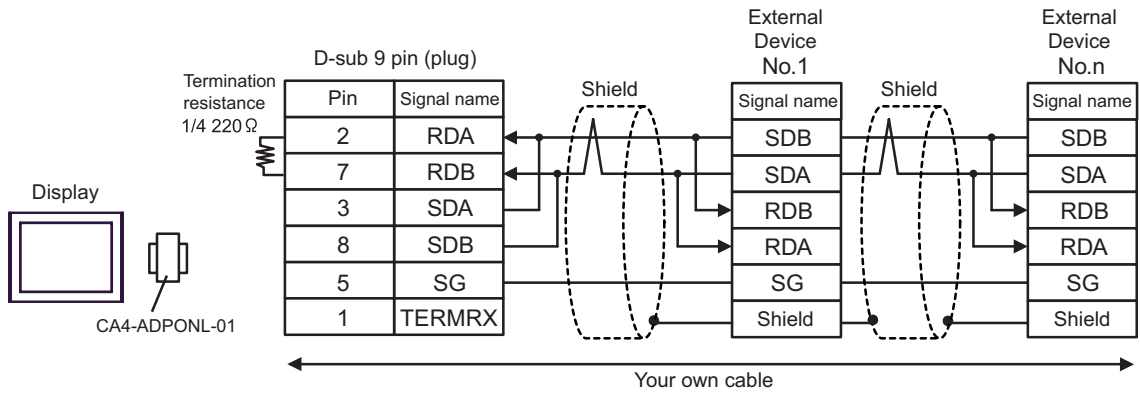 External
Device
No.1
External
Device
No.n
D-sub 9 pin (plug)
Termination
resistance
1/4 220 Ω
Shield
Shield
Pin Signal name
2 RDA
7 RDB
3 SDA
8 SDB
5 SG
1 TERMRX
Signal name
SDB
SDA
RDB
RDA
SG
Shield
Signal name
SDB
SDA
RDB
RDA
SG
Shield
Display
CA4-ADPONL-01
Your own cable